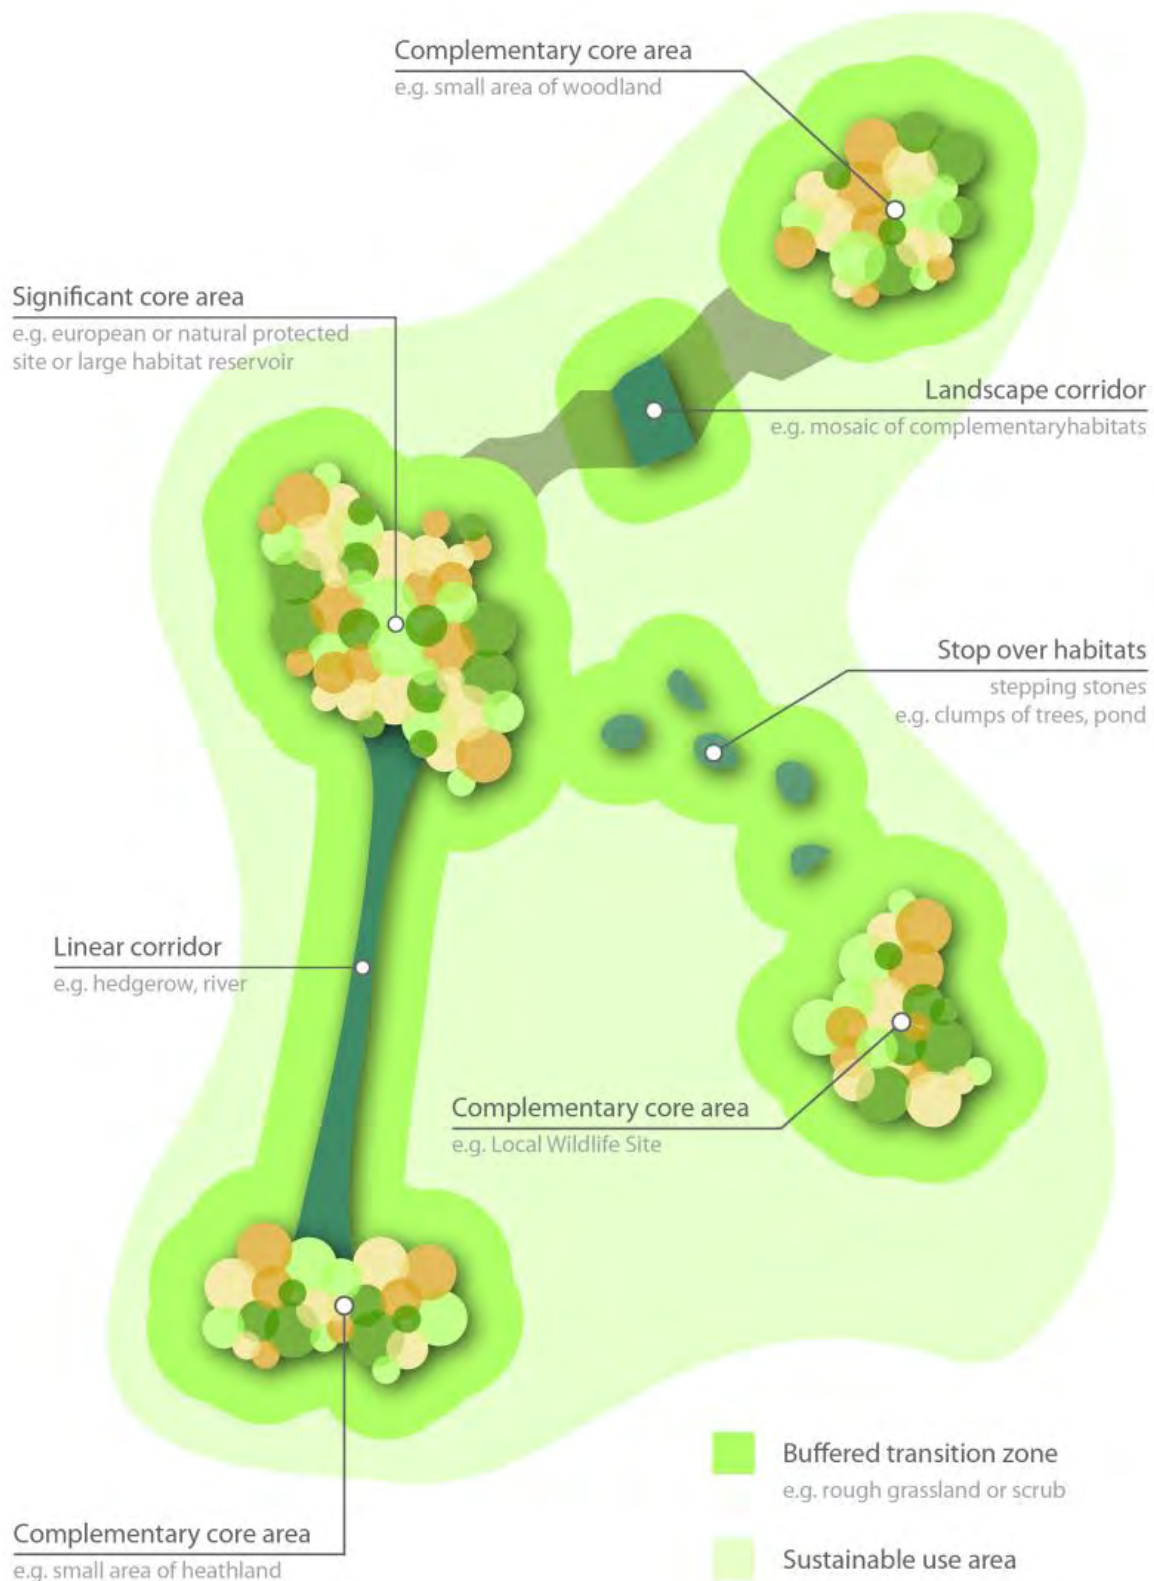 Complementary core area
e.g. small area of woodland
Significant core area
e.g. european or natural protected
site or large habitat reservoir
Landscape corridor
e.g. mosaic of complementaryhabitats
Stop over habitats
stepping stones
e.g. clumps of trees, pond
Linear corridor
e.g. hedgerow, river
Complementary core area
e.g. Local Wildlife Site
Buffered transition zone
e.g. rough grassland or scrub
Complementary core area
e.g. small area of heathland
Sustainable use area